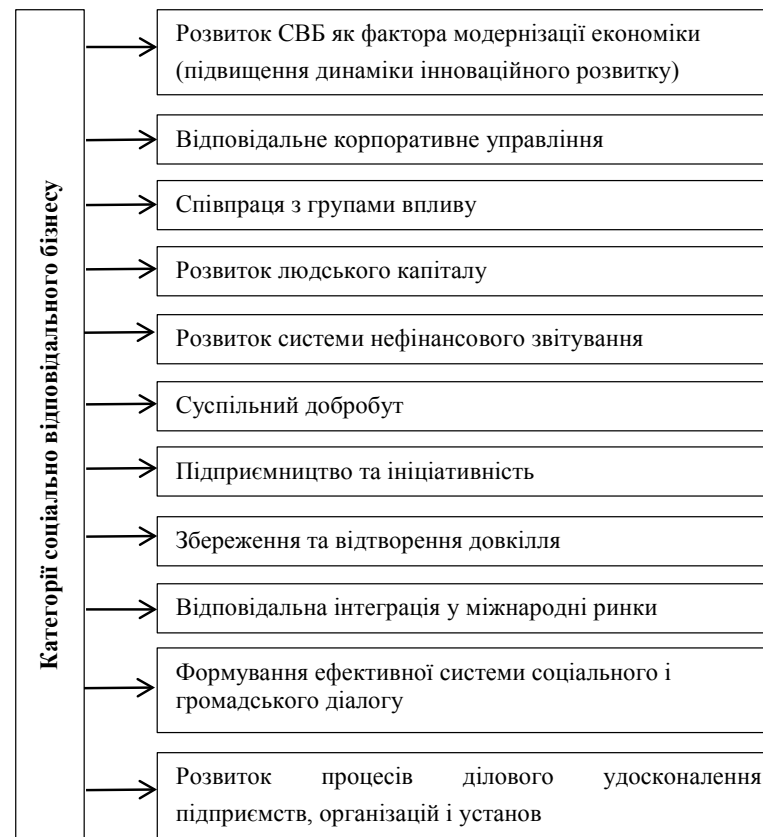 Категорії соціально відповідального бізнесу
Розвиток СВБ як фактора модернізації економіки
(підвищення динаміки інноваційного розвитку)
Відповідальне корпоративне управління
Співпраця з групами впливу
Розвиток людського капіталу
Розвиток системи нефінансового звітування
Суспільний добробут
Підприємництво та ініціативність
Збереження та відтворення довкілля
Відповідальна інтеграція у міжнародні ринки
Формування ефективної системи соціального і
громадського діалогу
Розвиток процесів ділового удосконалення
підприємств, організацій і установ